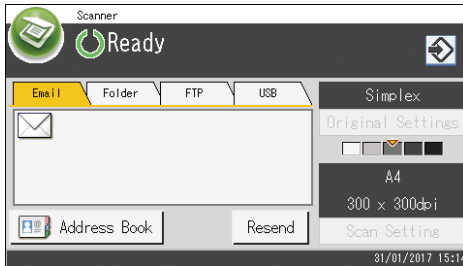 Scanner
Ready
Email Folder FTP USB
Simplex
Original Settings
A4
300 × 300dpi
Address Book Resend
Scan Setting
31/01/2017 15:14